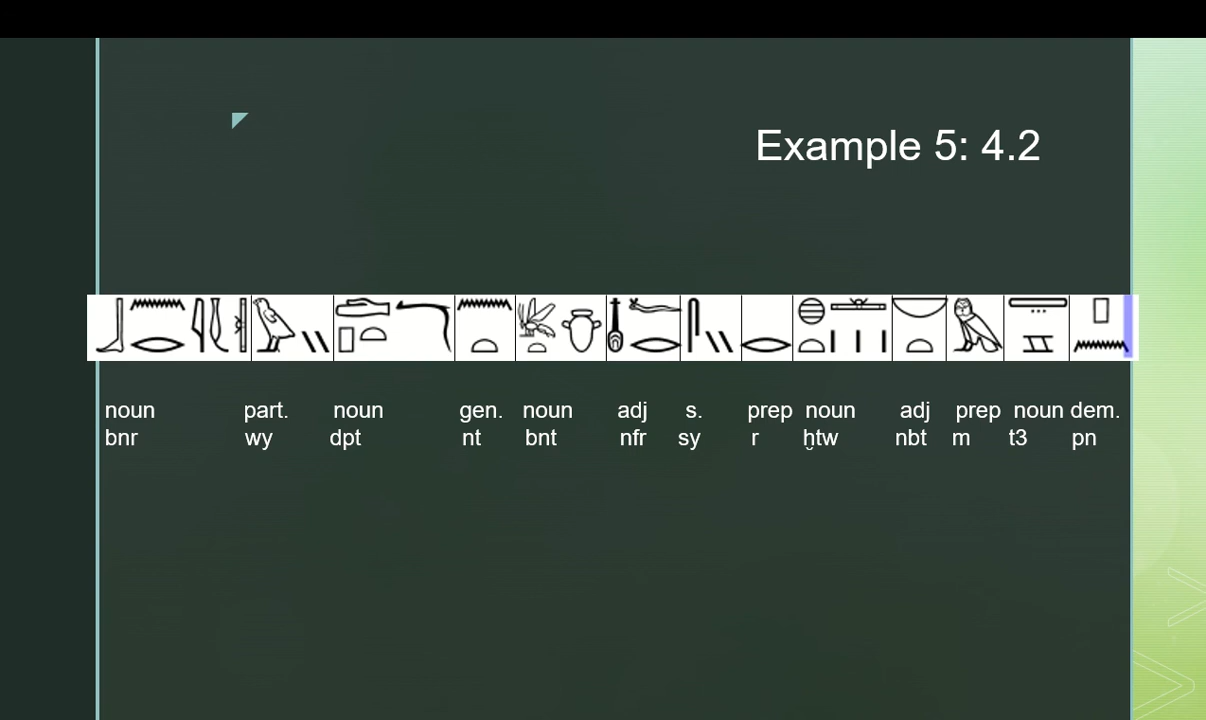 Example 5: 4.2
noun part. noun gen. noun adj s. prep noun adj prep noun dem.
bnr wy dpt nt bnt nfr sy r ḫtw nbt m t3 pn